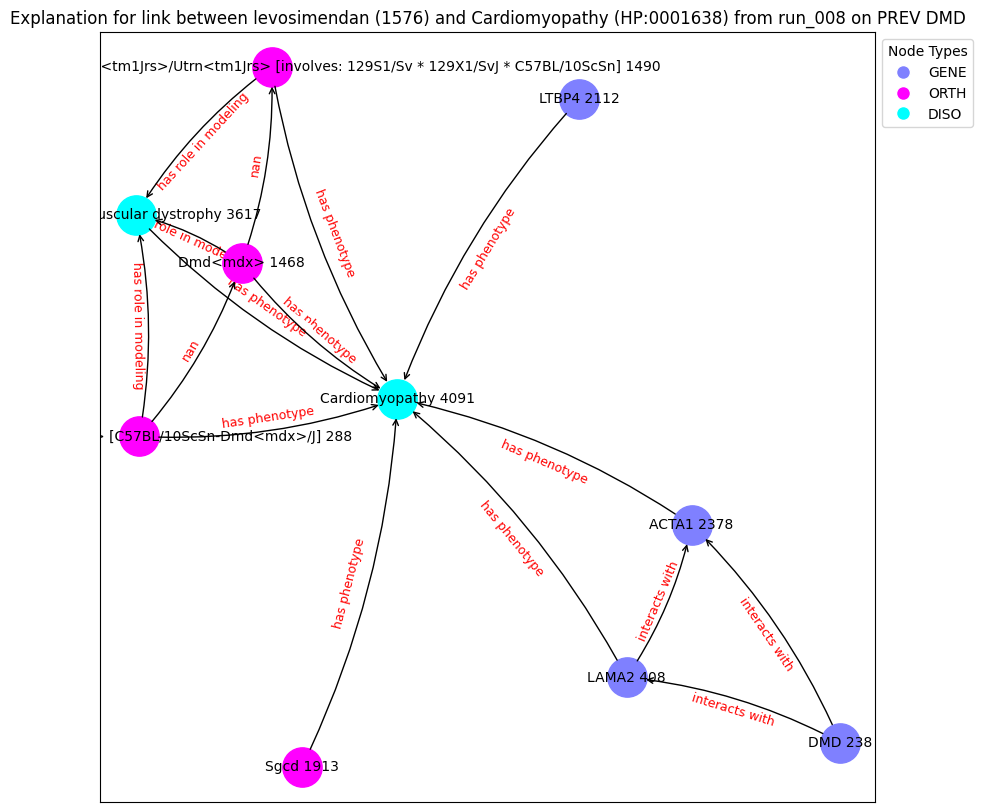 Explanation for link between levosimendan (1576) and Cardiomyopathy (HP:0001638) from run_008 on PREV DMD
Node Types
GENE
ORTH
DISO
<tm1Jrs>/Utrn<tm1Jrs> [involves: 129S1/Sv * 129X1/SvJ * C57BL/10ScSn] 1490
LTBP4 2112
has role in modeling
nan
has phenotype
has phenotype
uscular dystrophy 3617
role in mode
Dmd<mdx> 1468
has role in modeling
has phenotype
has phenotype
nan
Cardiomyopathy 4091
has phenotype
[C57BL/10ScSn-Dmd<mdx>/J] 288
has phenotype
has phenotype
ACTA1 2378
has phenotype
interacts with
interacts with
LAMA2 408
interacts with
DMD 238
Sgcd 1913